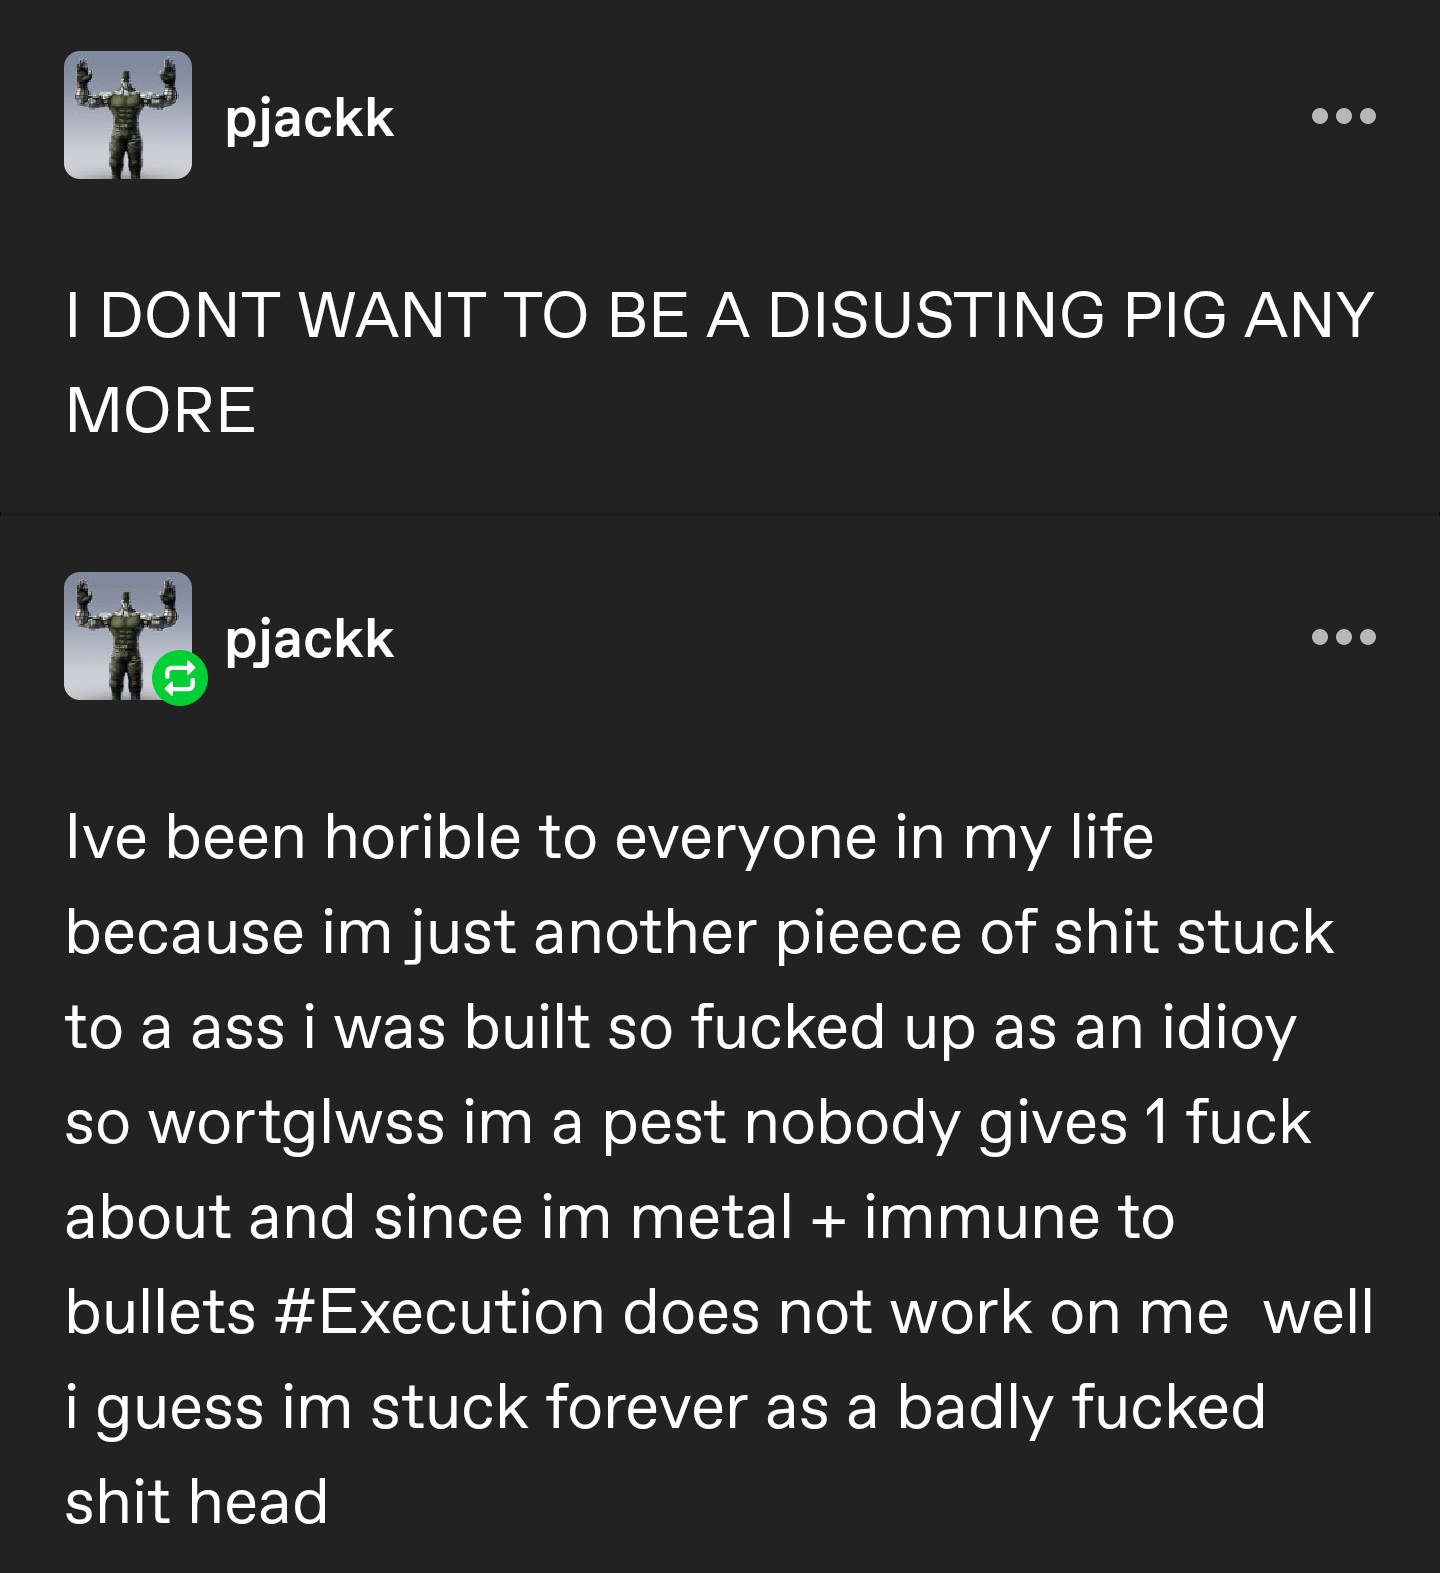 pjackk
I DONT WANT TO BE A DISUSTING PIG ANY
MORE
pjackk
Ive been horible to everyone in my life
because im just another pieece of shit stuck
to a ass i was built so fucked up as an idioy
so wortglwss im a pest nobody gives 1 fuck
about and since im metal + immune to
bullets #Execution does not work on me  well
i guess im stuck forever as a badly fucked
shit head